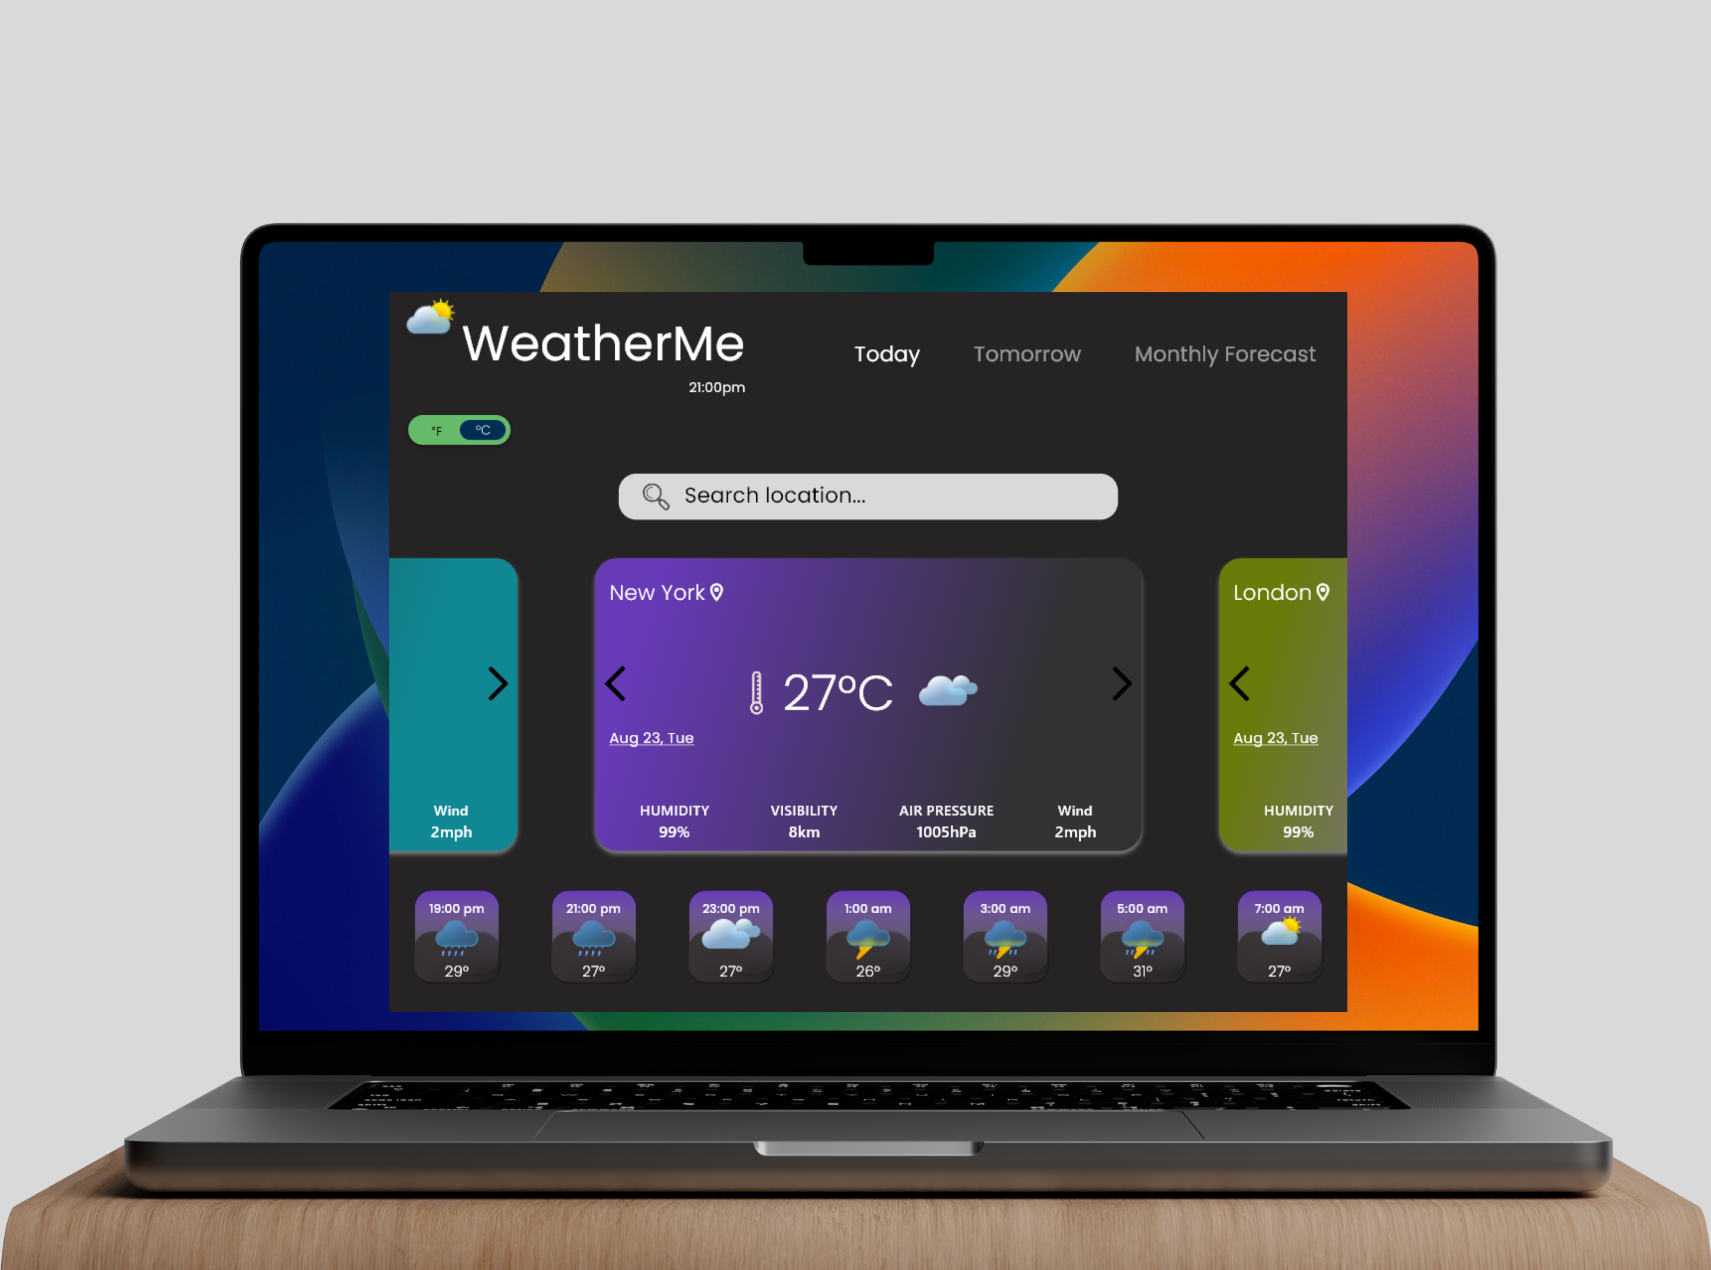 WeatherMe
21:00pm
Today Tomorrow Monthly Forecast
°F °C
Search location...
Wind
2mph
New York
27°C
Aug 23, Tue
HUMIDITY VISIBILITY AIR PRESSURE Wind
99% 8km 1005hPa 2mph
London
Aug 23, Tue
HUMIDITY
99%
19:00 pm 21:00 pm 23:00 pm 1:00 am 3:00 am 5:00 am 7:00 am
29° 27° 27° 26° 29° 31° 27°